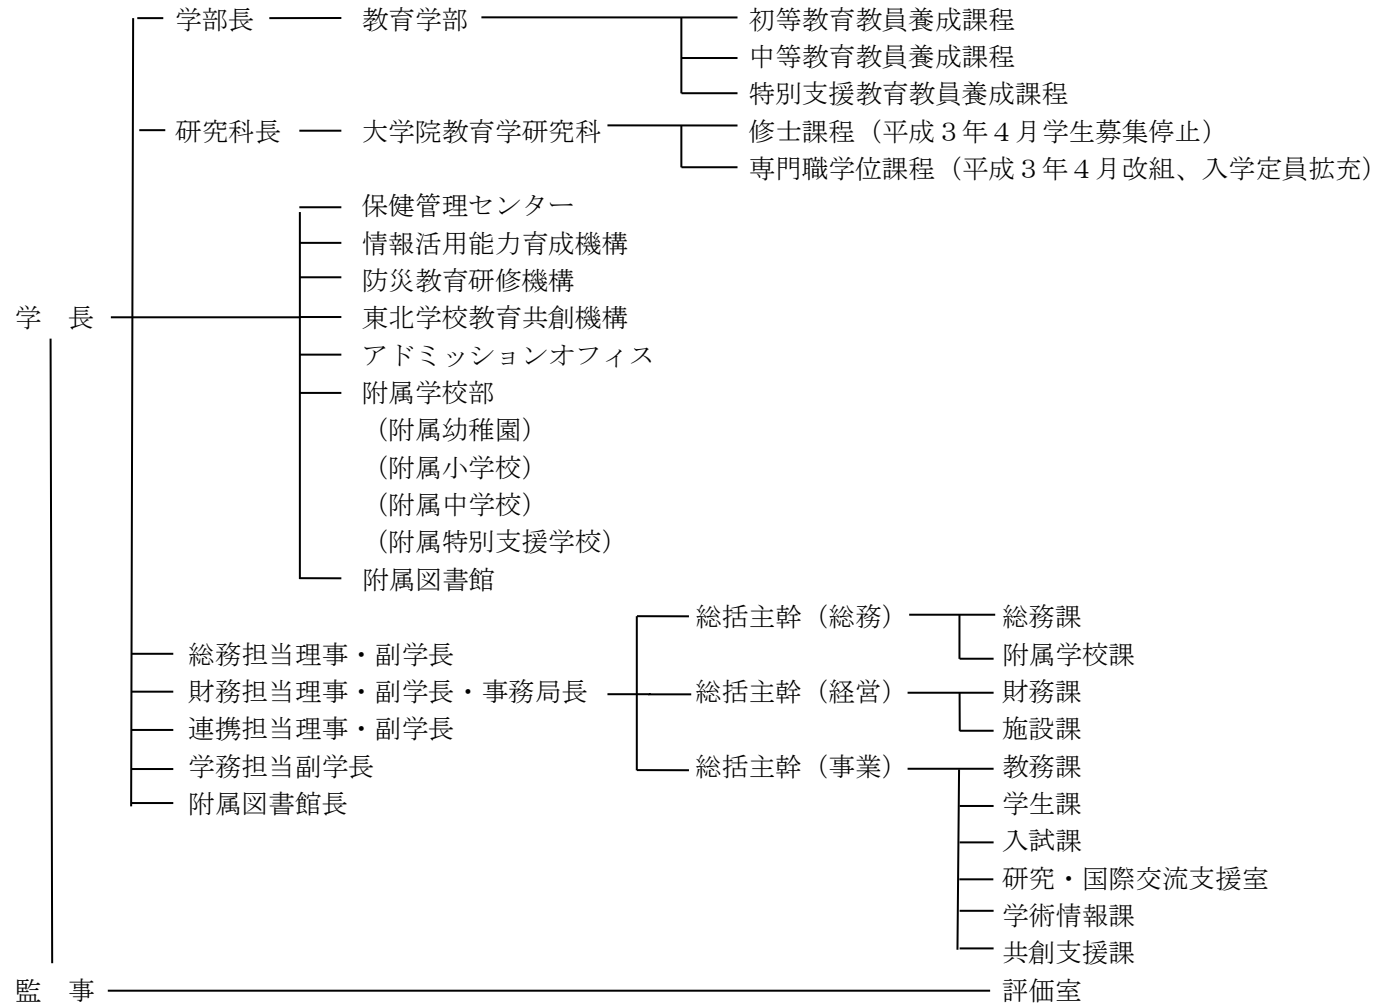 学部長 教育学部 初等教育教員養成課程
中等教育教員養成課程
特別支援教育教員養成課程
研究科長 大学院教育学研究科 修士課程（平成３年４月学生募集停止）
専門職学位課程（平成３年４月改組、入学定員拡充）
保健管理センター
情報活用能力育成機構
防災教育研修機構
学　長 東北学校教育共創機構
アドミッションオフィス
附属学校部
（附属幼稚園）
（附属小学校）
（附属中学校）
（附属特別支援学校）
附属図書館
総括主幹（総務） 総務課
総務担当理事・副学長 附属学校課
財務担当理事・副学長・事務局長 総括主幹（経営） 財務課
連携担当理事・副学長 施設課
学務担当副学長 総括主幹（事業） 教務課
附属図書館長 学生課
入試課
研究・国際交流支援室
学術情報課
共創支援課
監　事 評価室